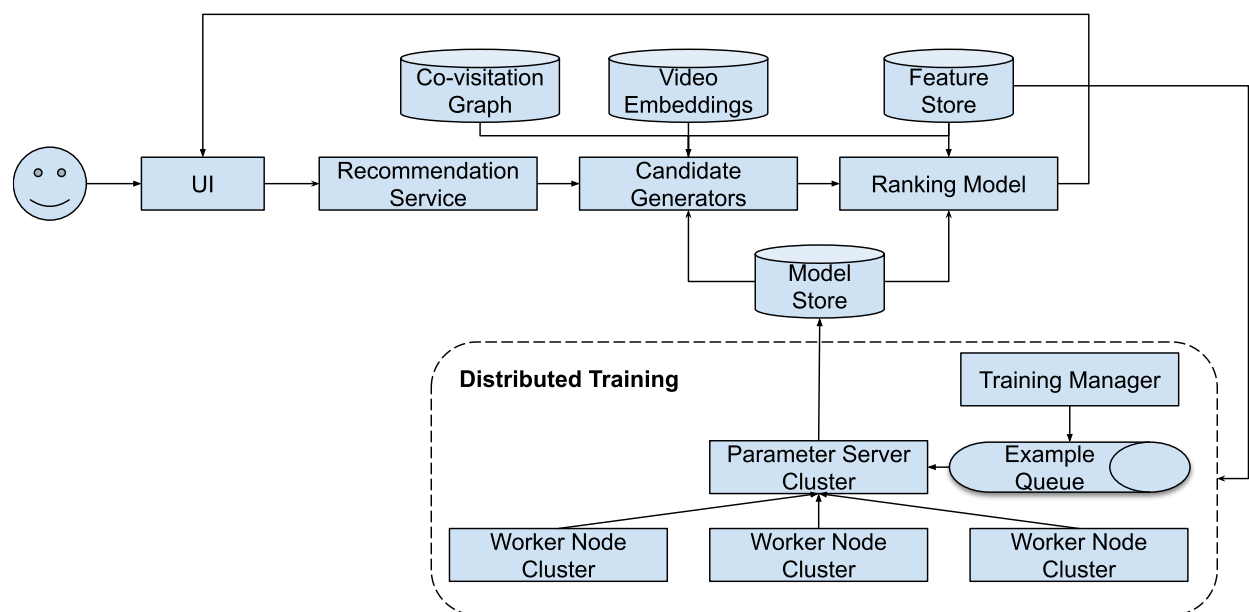 Co-visitation
Graph
Video
Embeddings
Feature
Store
UI
Recommendation
Service
Candidate
Generators
Ranking Model
Model
Store
Distributed Training
Training Manager
Parameter Server
Cluster
Example
Queue
Worker Node
Cluster
Worker Node
Cluster
Worker Node
Cluster